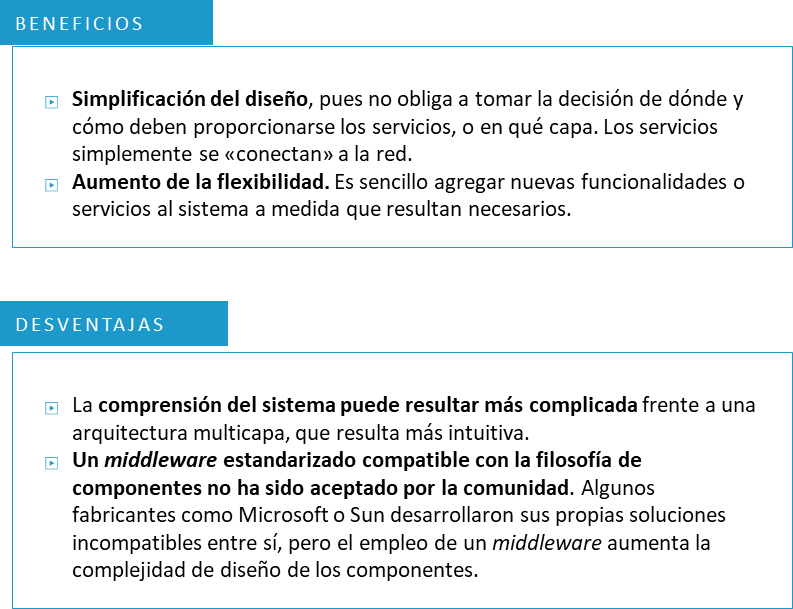 BENEFICIOS
Simplificación del diseño, pues no obliga a tomar la decisión de dónde y
cómo deben proporcionarse los servicios, o en qué capa. Los servicios
simplemente se «conectan» a la red.
Aumento de la flexibilidad. Es sencillo agregar nuevas funcionalidades o
servicios al sistema a medida que resultan necesarios.
DESVENTAJAS
La comprensión del sistema puede resultar más complicada frente a una
arquitectura multicapa, que resulta más intuitiva.
Un middleware estandarizado compatible con la filosofía de
componentes no ha sido aceptado por la comunidad. Algunos
fabricantes como Microsoft o Sun desarrollaron sus propias soluciones
incompatibles entre sí, pero el empleo de un middleware aumenta la
complejidad de diseño de los componentes.